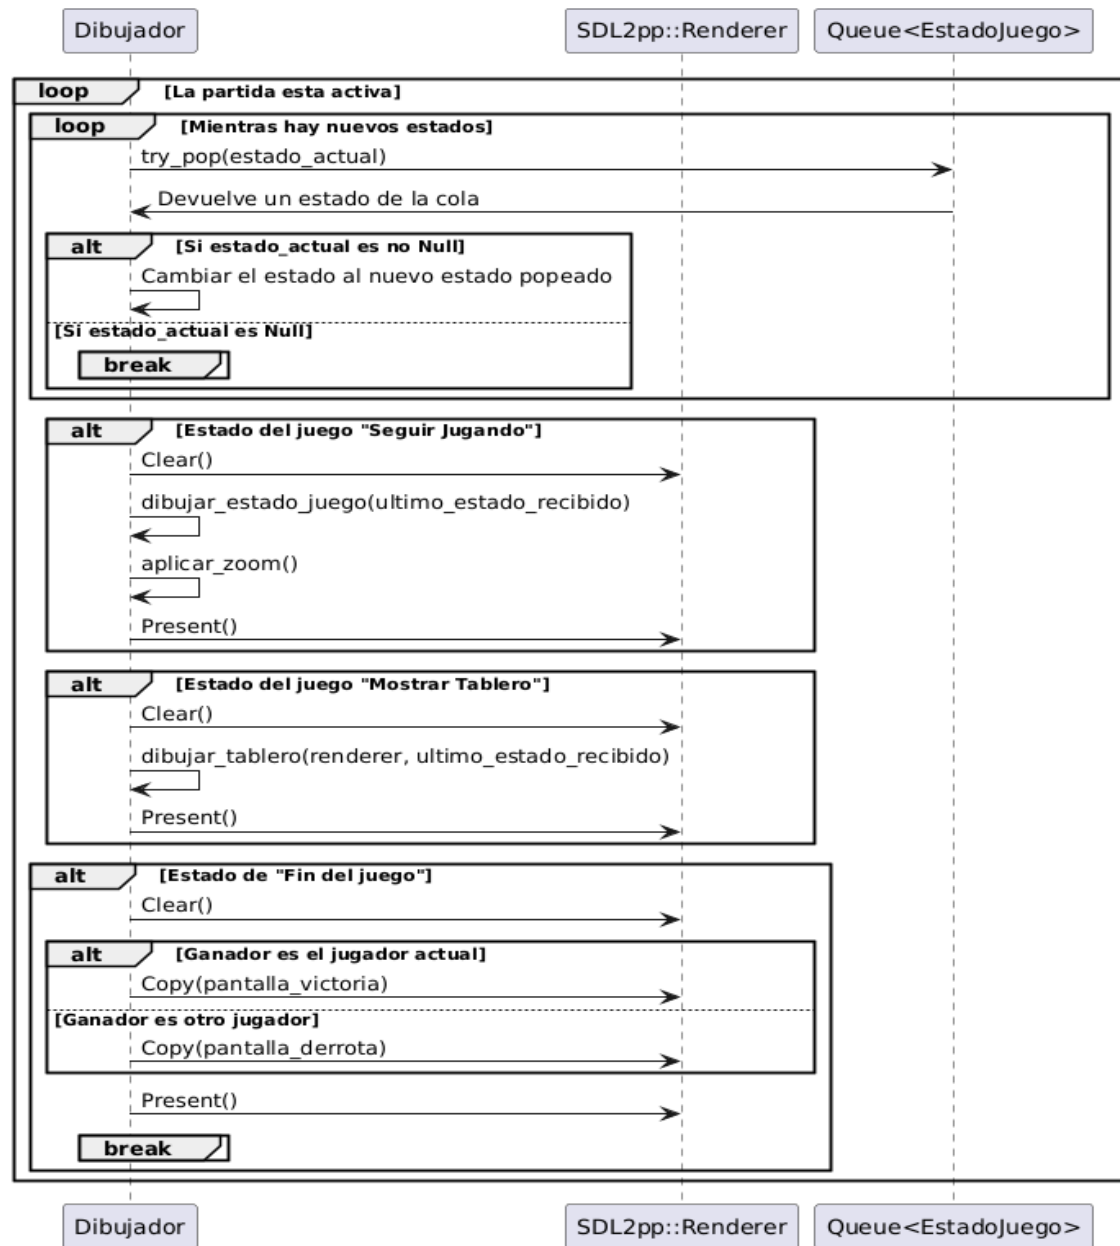 Dibujador
SDL2pp::Renderer
Queue<EstadoJuego>
loop
[La partida esta activa]
loop
[Mientras hay nuevos estados]
try_pop(estado_actual)
Devuelve un estado de la cola
alt
[Si estado_actual es no Null]
Cambiar el estado al nuevo estado popeado
[Si estado_actual es Null]
break
alt
[Estado del juego "Seguir Jugando"]
Clear()
dibujar_estado_juego(ultimo_estado_recibido)
aplicar_zoom()
Present()
alt
[Estado del juego "Mostrar Tablero"]
Clear()
dibujar_tablero(renderer, ultimo_estado_recibido)
Present()
alt
[Estado de "Fin del juego"]
Clear()
alt
[Ganador es el jugador actual]
Copy(pantalla_victoria)
[Ganador es otro jugador]
Copy(pantalla_derrota)
Present()
break
Dibujador
SDL2pp::Renderer
Queue<EstadoJuego>